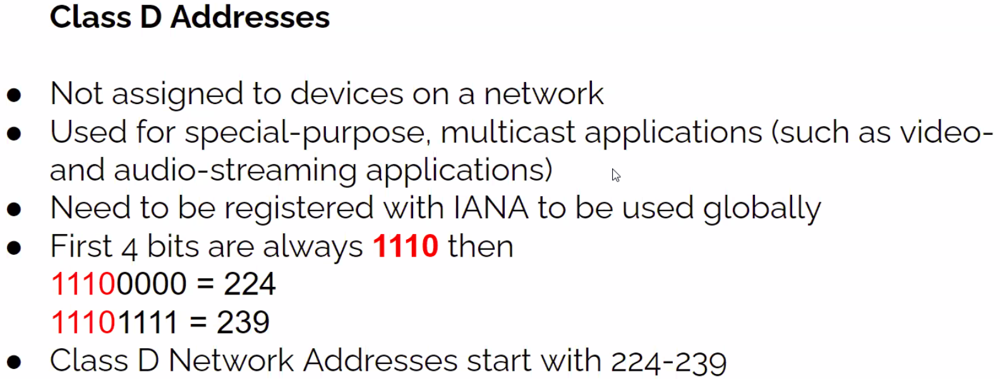 Class D Addresses
● Not assigned to devices on a network
● Used for special-purpose, multicast applications (such as video-
and audio-streaming applications)
● Need to be registered with IANA to be used globally
● First 4 bits are always 1110 then
11100000 = 224
11101111 = 239
● Class D Network Addresses start with 224-239